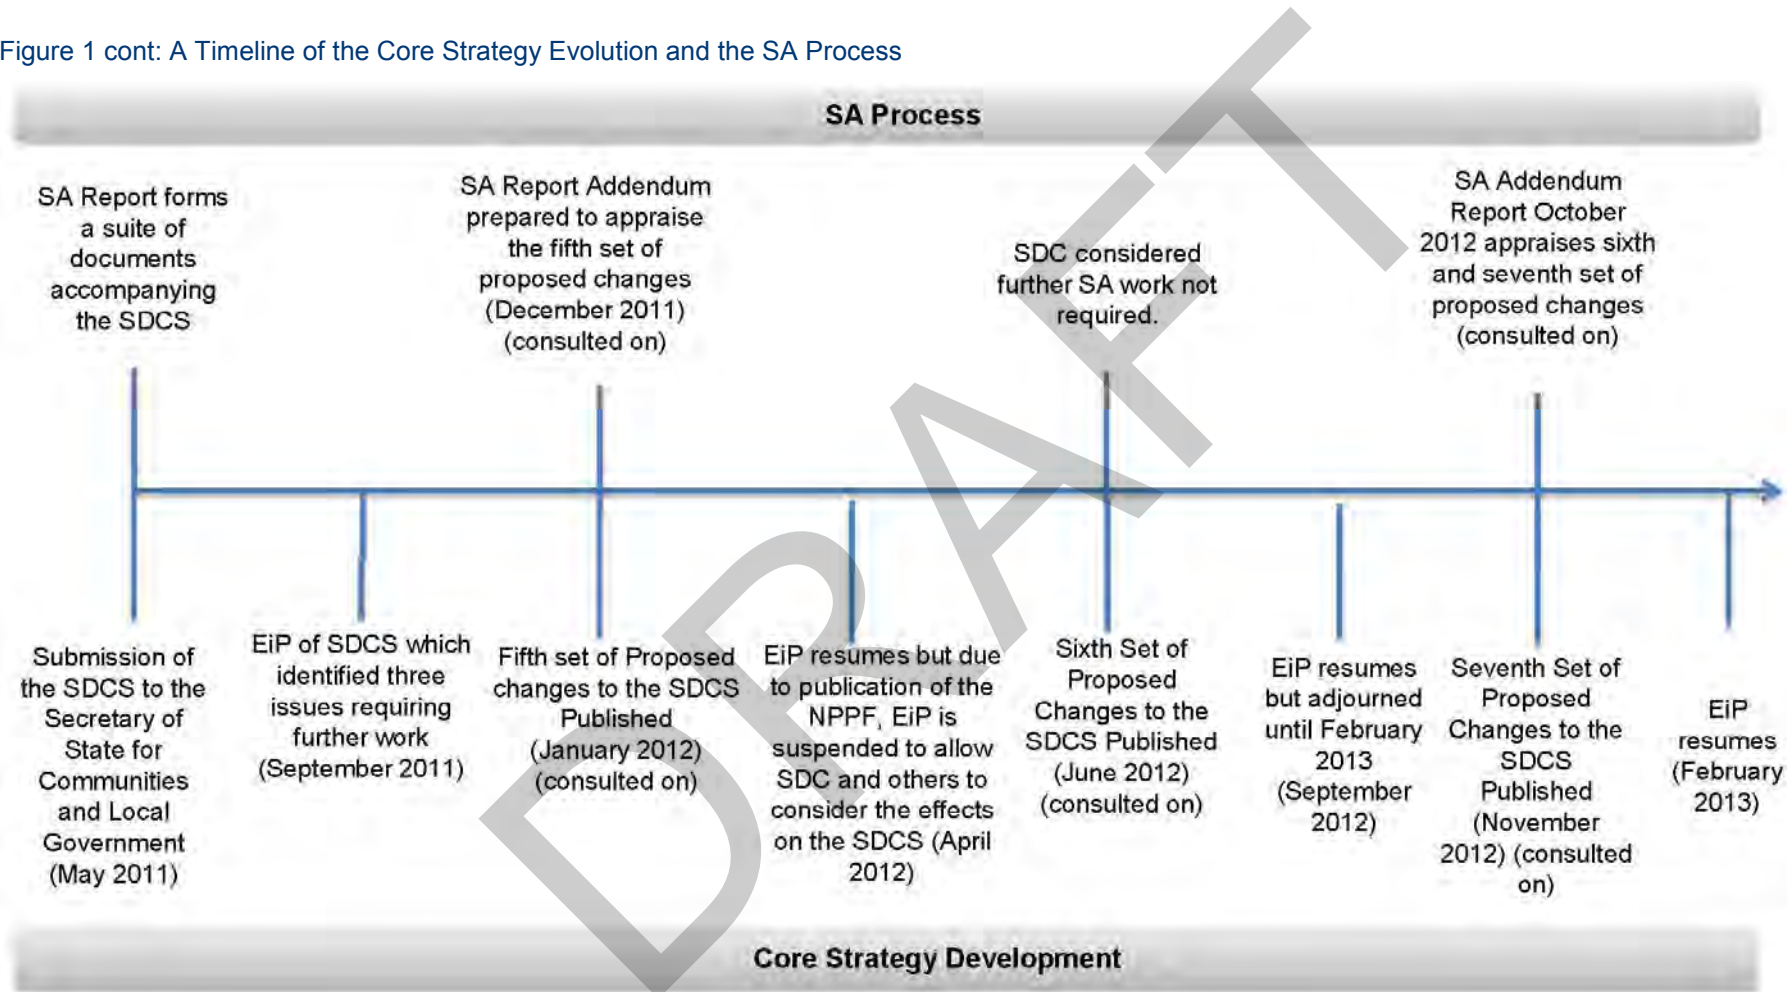 Figure 1 cont: A Timeline of the Core Strategy Evolution and the SA Process
SA Process
SA Report forms
a suite of
documents
accompanying
the SDCS
SA Report Addendum
prepared to appraise
the fifth set of
proposed changes
(December 2011)
(consulted on)
SDC considered
further SA work not
required.
SA Addendum
Report October
2012 appraises sixth
and seventh set of
proposed changes
(consulted on)
Submission of
the SDCS to the
Secretary of
State for
Communities
and Local
Government
(May 2011)
EiP of SDCS which
identified three
issues requiring
further work
(September 2011)
Fifth set of Proposed
changes to the SDCS
Published
(January 2012)
(consulted on)
EiP resumes but due
to publication of the
NPPF, EiP is
suspended to allow
SDC and others to
consider the effects
on the SDCS (April
2012)
Sixth Set of
Proposed
Changes to the
SDCS Published
(June 2012)
(consulted on)
EiP resumes
but adjourned
until February
2013
(September
2012)
Seventh Set of
Proposed
Changes to the
SDCS
Published
(November
2012) (consulted
on)
EiP
resumes
(February
2013)
Core Strategy Development
DRAFT